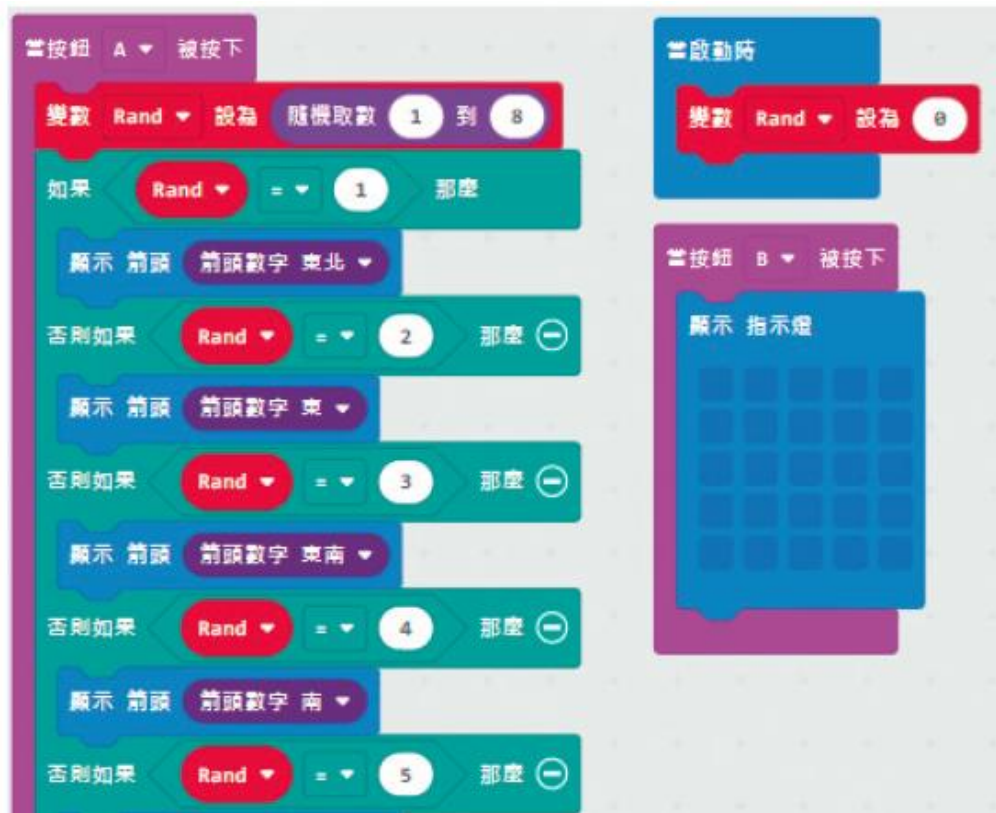 當按鈕 A 被按下
變數 Rand 設為 隨機取數 1 到 8
如果 Rand = 1 那麼
顯示 箭頭 箭頭數字 東北
否則如果 Rand = 2 那麼
顯示 箭頭 箭頭數字 東
否則如果 Rand = 3 那麼
顯示 箭頭 箭頭數字 東南
否則如果 Rand = 4 那麼
顯示 箭頭 箭頭數字 南
否則如果 Rand = 5 那麼
當啟動時
變數 Rand 設為 0
當按鈕 B 被按下
顯示 指示燈